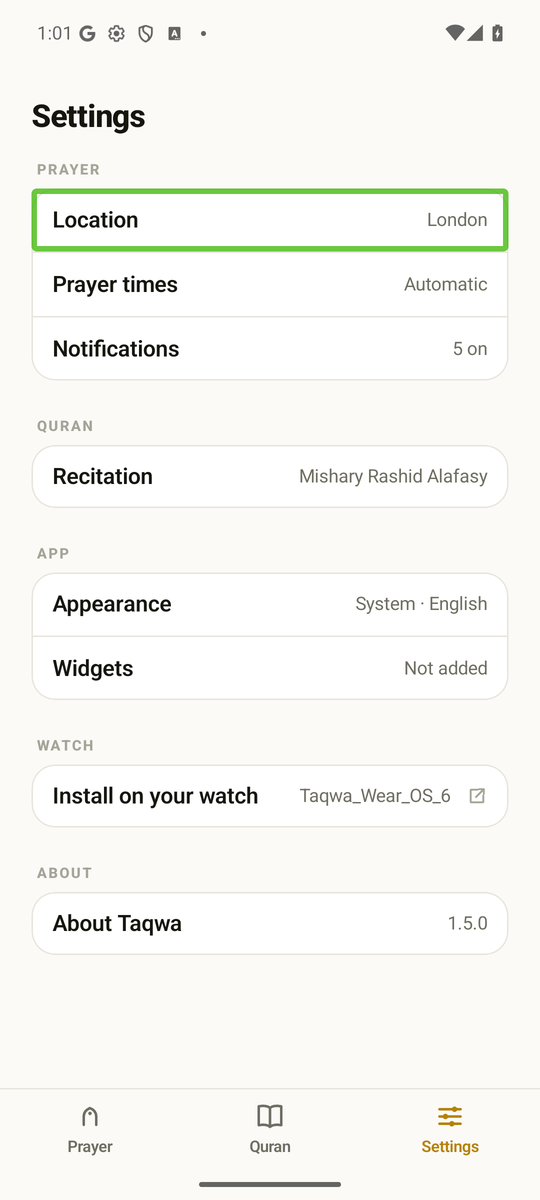 1:01
Settings
PRAYER
Location London
Prayer times Automatic
Notifications 5 on
QURAN
Recitation Mishary Rashid Alafasy
APP
Appearance System · English
Widgets Not added
WATCH
Install on your watch Taqwa_Wear_OS_6
ABOUT
About Taqwa 1.5.0
Prayer Quran Settings